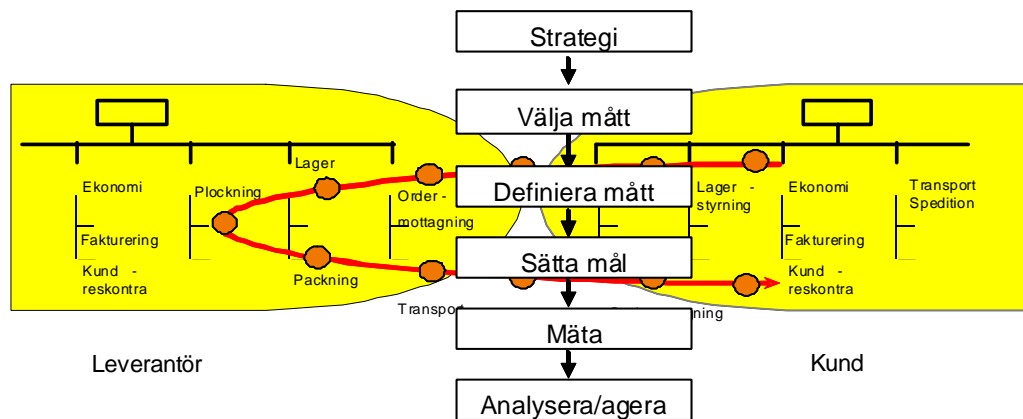 Strategi
Välja mått
Definiera mått
Sätta mål
Mäta
Analysera/agera
Ekonomi
Plockning
Lager
Order -
mottagning
Fakturering
Kund -
reskontra
Packning
Transport
Leverantör
Lager -
styrning
Ekonomi
Transport
Spedition
Fakturering
Kund -
reskontra
Kund